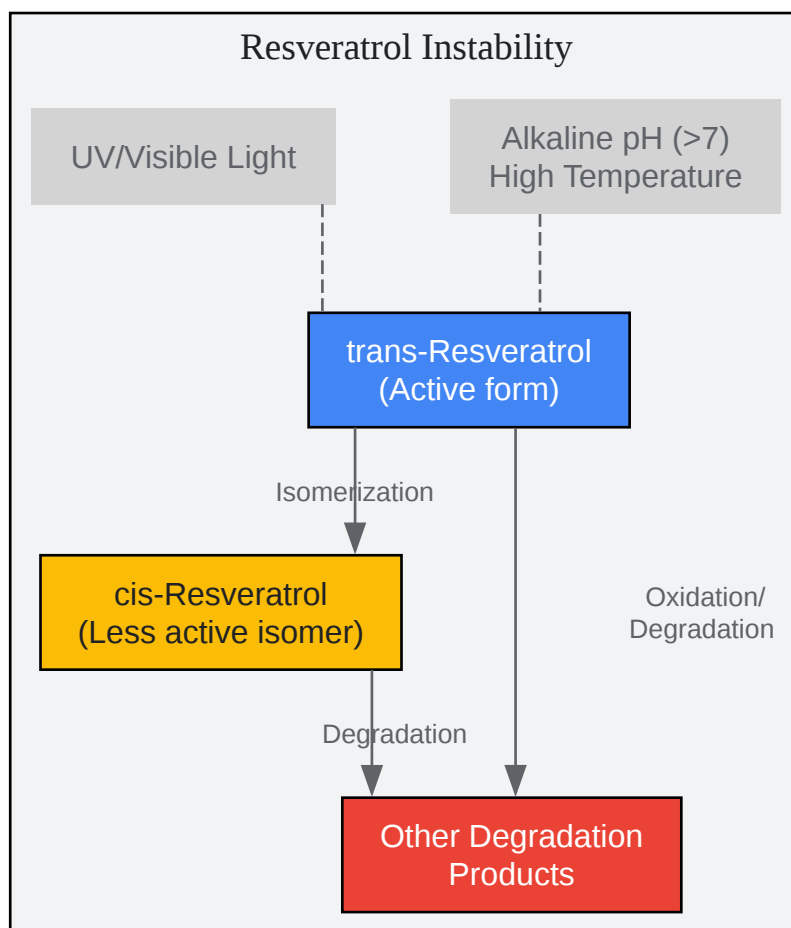 Resveratrol Instability
UV/Visible Light
Alkaline pH (>7)
High Temperature
trans-Resveratrol
(Active form)
Isomerization
cis-Resveratrol
(Less active isomer)
Oxidation/
Degradation
Degradation
Other Degradation
Products